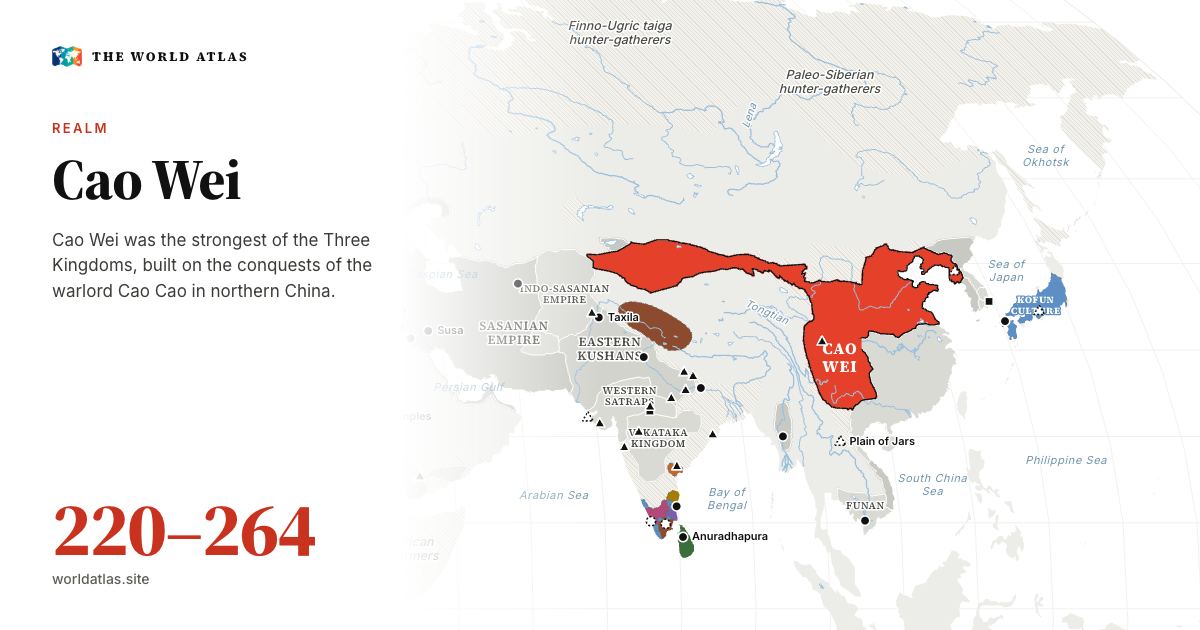 THE WORLD ATLAS
REALM
Cao Wei
Cao Wei was the strongest of the Three
Kingdoms, built on the conquests of the
warlord Cao Cao in northern China.
220–264
worldatlas.site
Finno-Ugric taiga
hunter-gatherers
Paleo-Siberian
hunter-gatherers
Lena
Sea of
Okhotsk
Sea of
Japan
KOFUN
CULTURE
INDO-SASANIAN
EMPIRE
Taxila
Susa
SASANIAN
EMPIRE
EASTERN
KUSHANS
Tongtian
CAO
WEI
Persian Gulf
WESTERN
SATRAPS
VAKATAKA
KINGDOM
Plain of Jars
Philippine Sea
South China
Sea
Arabian Sea
Bay of
Bengal
FUNAN
Anuradhapura